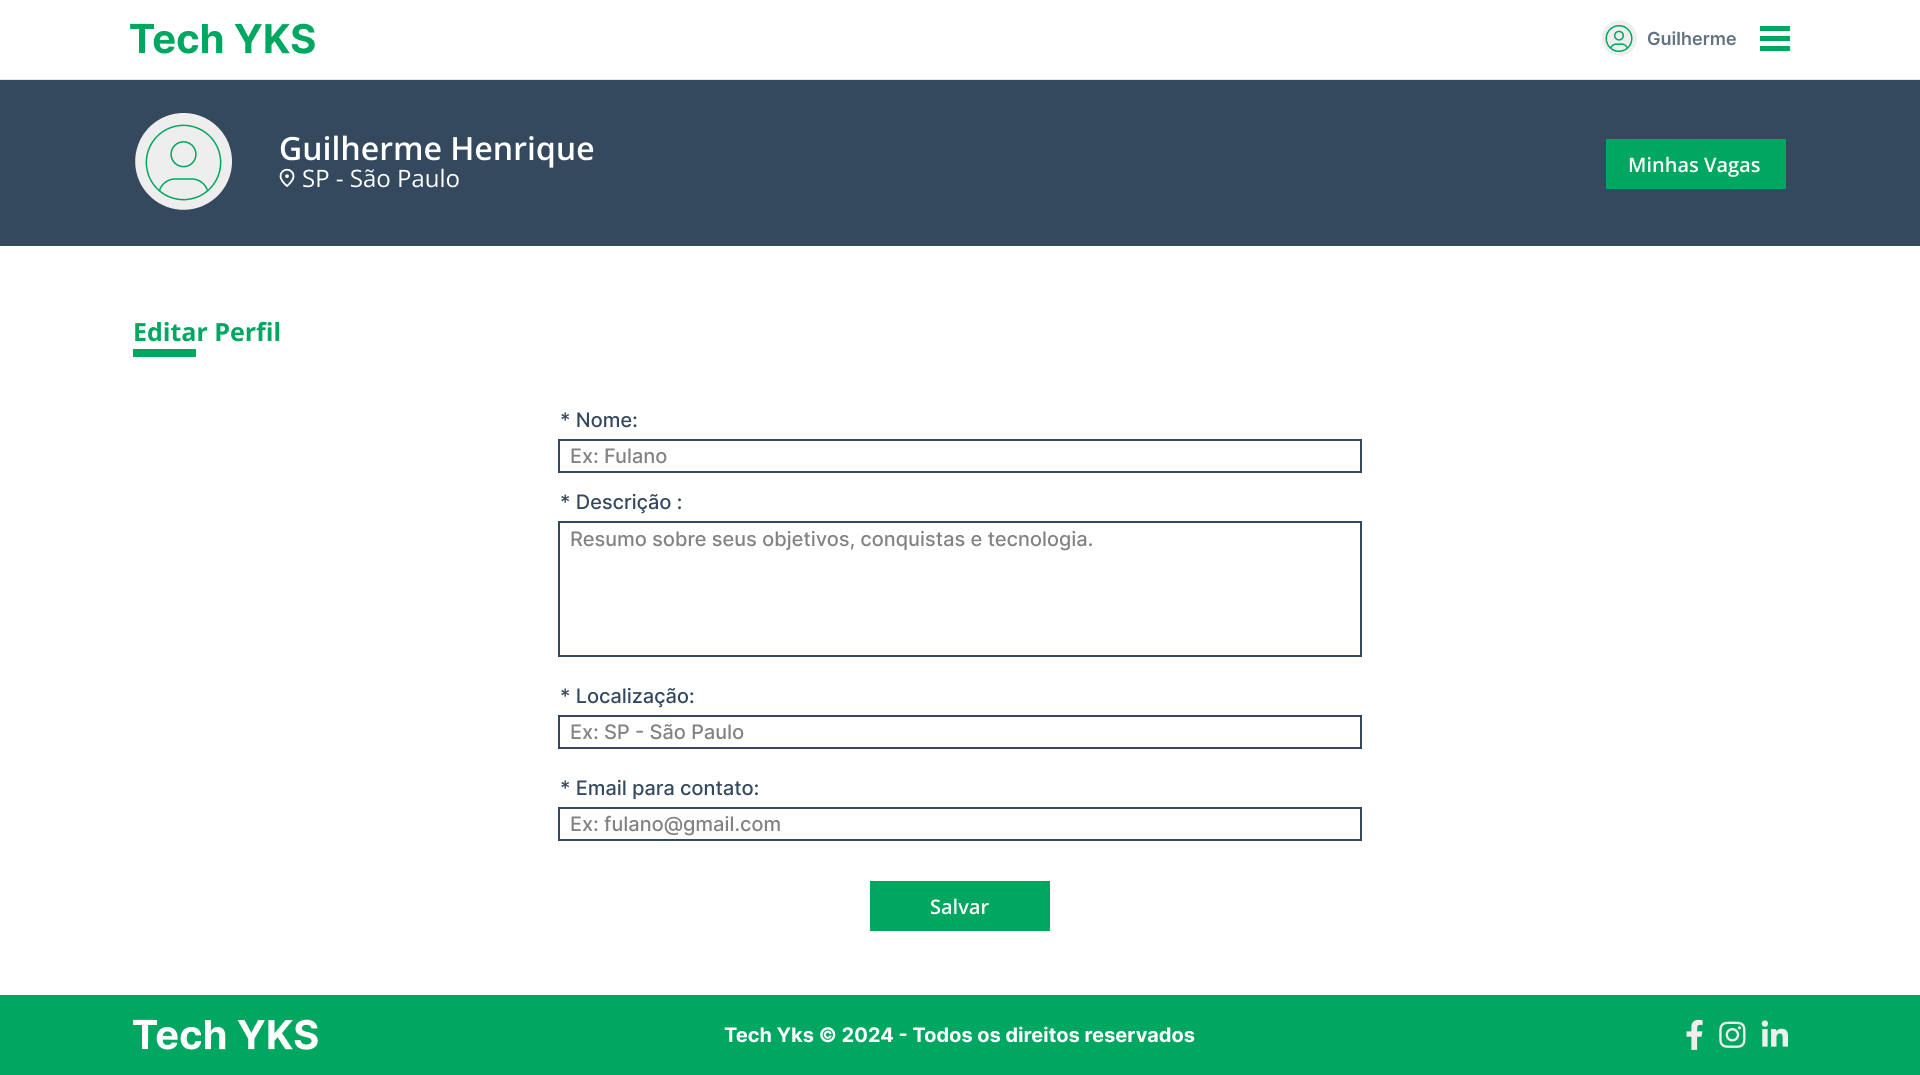 Tech YKS
Guilherme
Guilherme Henrique
SP - São Paulo
Minhas Vagas
Editar Perfil
* Nome:
Ex: Fulano
* Descrição :
Resumo sobre seus objetivos, conquistas e tecnologia.
* Localização:
Ex: SP - São Paulo
* Email para contato:
Ex: fulano@gmail.com
Salvar
Tech YKS
Tech Yks © 2024 - Todos os direitos reservados